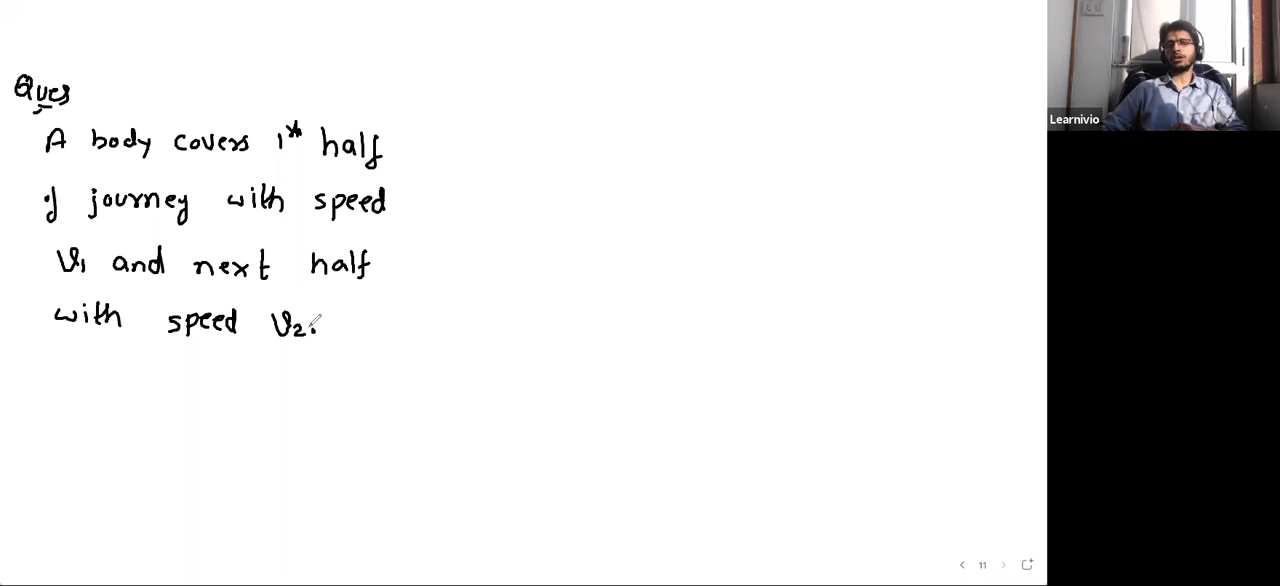 Ques
A body covers 1st half
of journey with speed
v1 and next half
with speed v2.
Learnivio
11